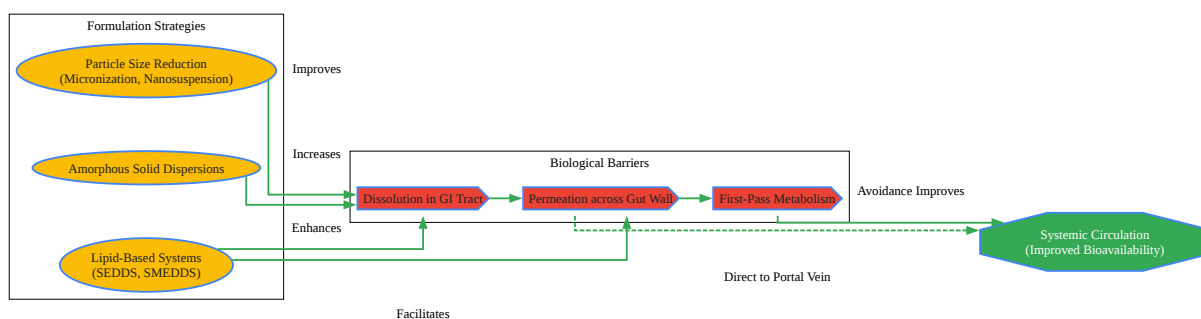 Formulation Strategies
Particle Size Reduction
(Micronization, Nanosuspension)
Improves
Amorphous Solid Dispersions
Increases
Lipid-Based Systems
(SEDDS, SMEDDS)
Enhances
Facilitates
Biological Barriers
Dissolution in GI Tract
Permeation across Gut Wall
First-Pass Metabolism
Avoidance Improves
Direct to Portal Vein
Systemic Circulation
(Improved Bioavailability)